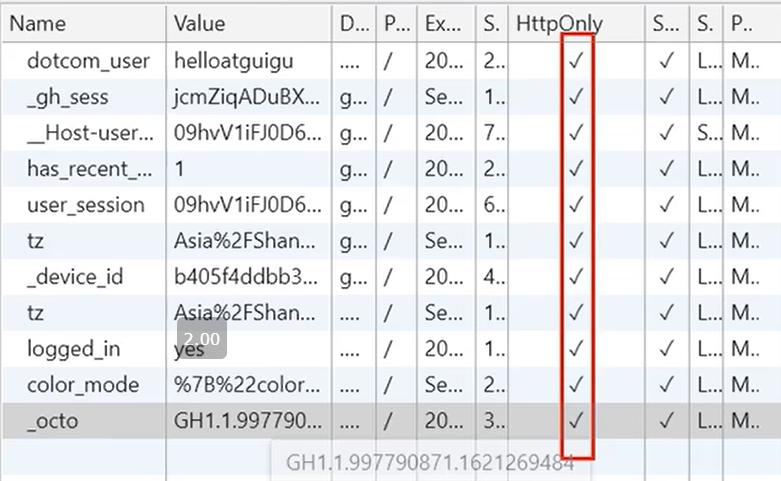 Name Value D... P... Ex... S. HttpOnly S... S. P..
dotcom_user helloatguigu .... / 20... 2.. ✓ ✓ L... M..
_gh_sess jcmZiqADuBX... g... / Se... 1.. ✓ ✓ L... M..
__Host-user... 09hvV1iFJ0D6... g... / 20... 7.. ✓ ✓ S... M..
has_recent_... 1 g... / 20... 2.. ✓ ✓ L... M..
user_session 09hvV1iFJ0D6... g... / 20... 6.. ✓ ✓ L... M..
tz Asia%2FShan... g... / Se... 1.. ✓ ✓ L... M..
_device_id b405f4ddbb3... g... / 20... 4.. ✓ ✓ L... M..
tz Asia%2FShan... .... / Se... 1.. ✓ ✓ L... M..
2.00
logged_in yes .... / 20... 1.. ✓ ✓ L... M..
color_mode %7B%22color... .... / Se... 2.. ✓ ✓ L... M..
_octo GH1.1.997790... .... / 20... 3.. ✓ ✓ L... M..
GH1.1.997790871.1621269484